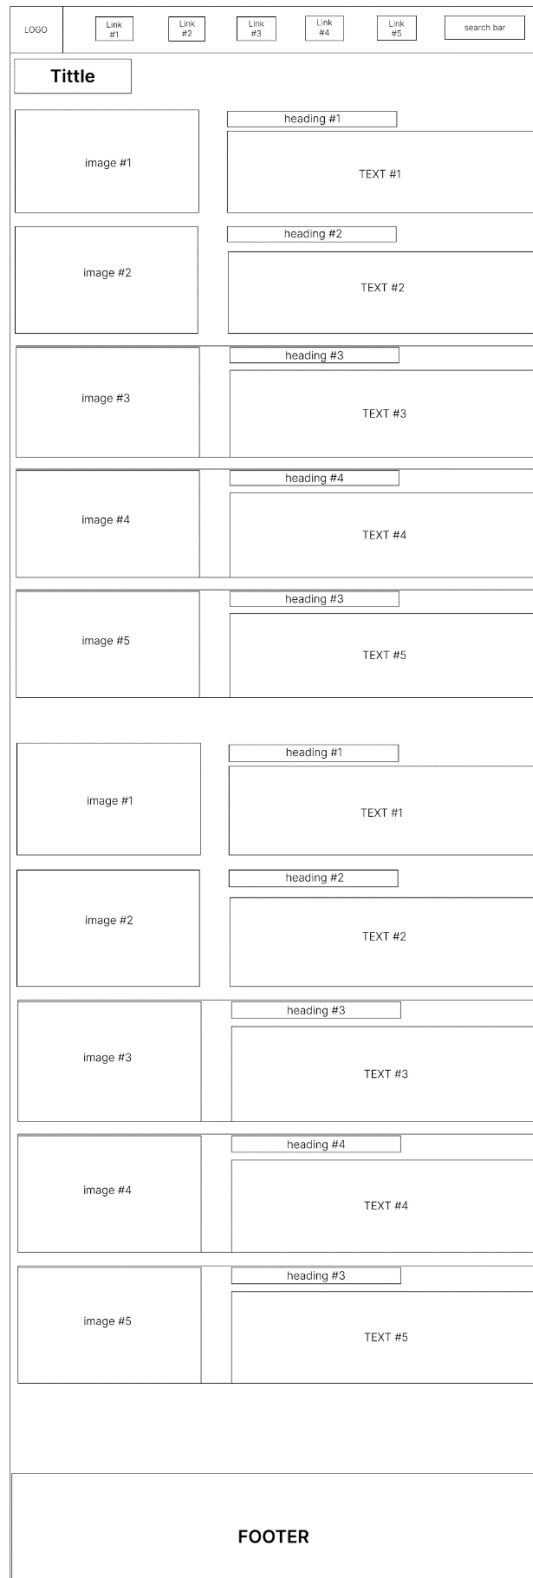 LOGO
Link
#1
Link
#2
Link
#3
Link
#4
Link
#5
search bar
Tittle
image #1
heading #1
TEXT #1
image #2
heading #2
TEXT #2
image #3
heading #3
TEXT #3
image #4
heading #4
TEXT #4
image #5
heading #3
TEXT #5
image #1
heading #1
TEXT #1
image #2
heading #2
TEXT #2
image #3
heading #3
TEXT #3
image #4
heading #4
TEXT #4
image #5
heading #3
TEXT #5
FOOTER